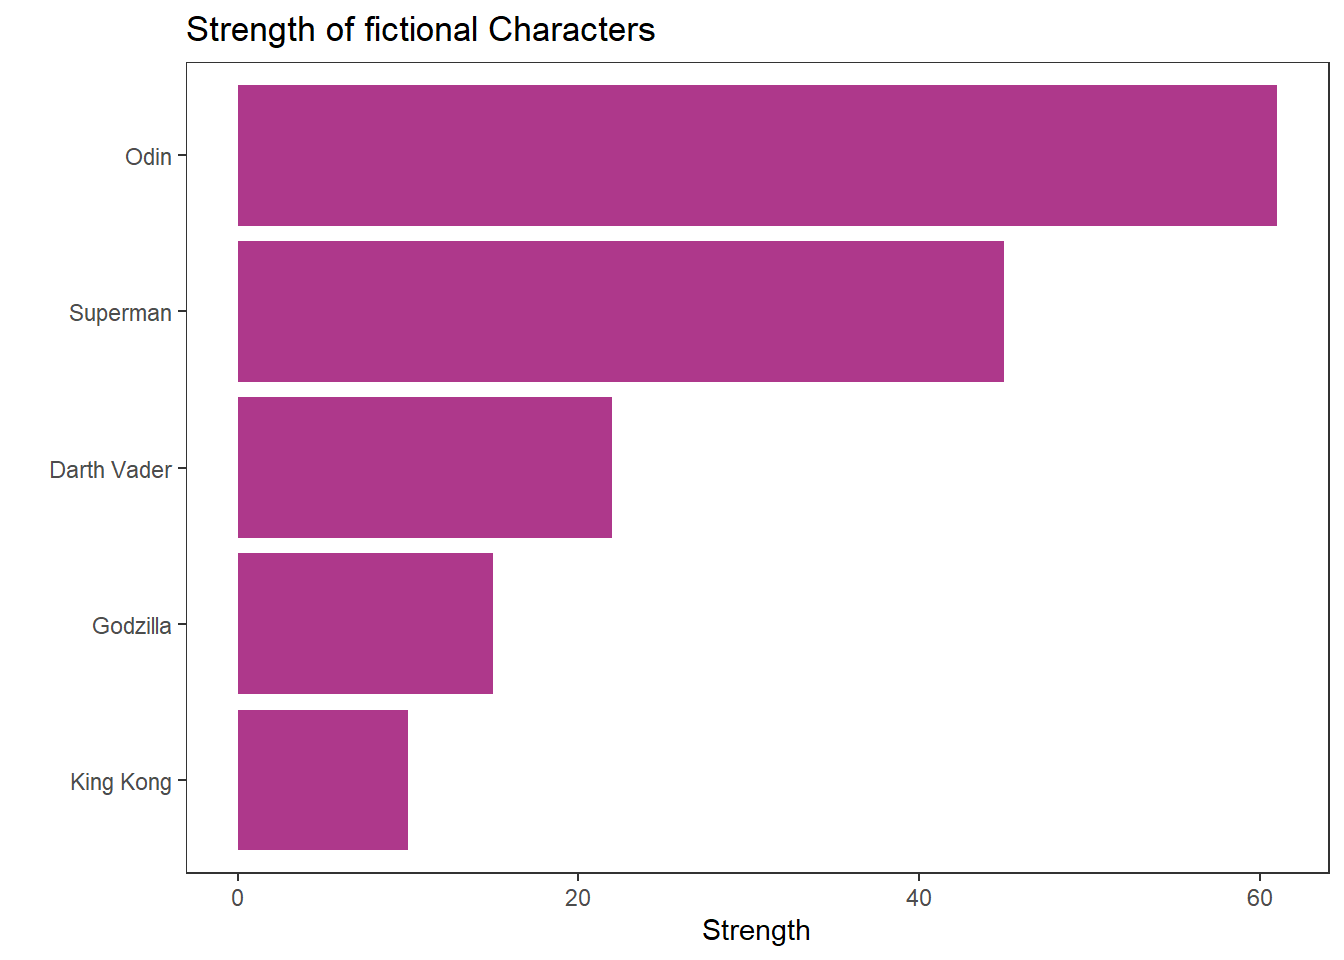 Strength of fictional Characters
Odin
Superman
Darth Vader
Godzilla
King Kong
0 20 40 60
Strength